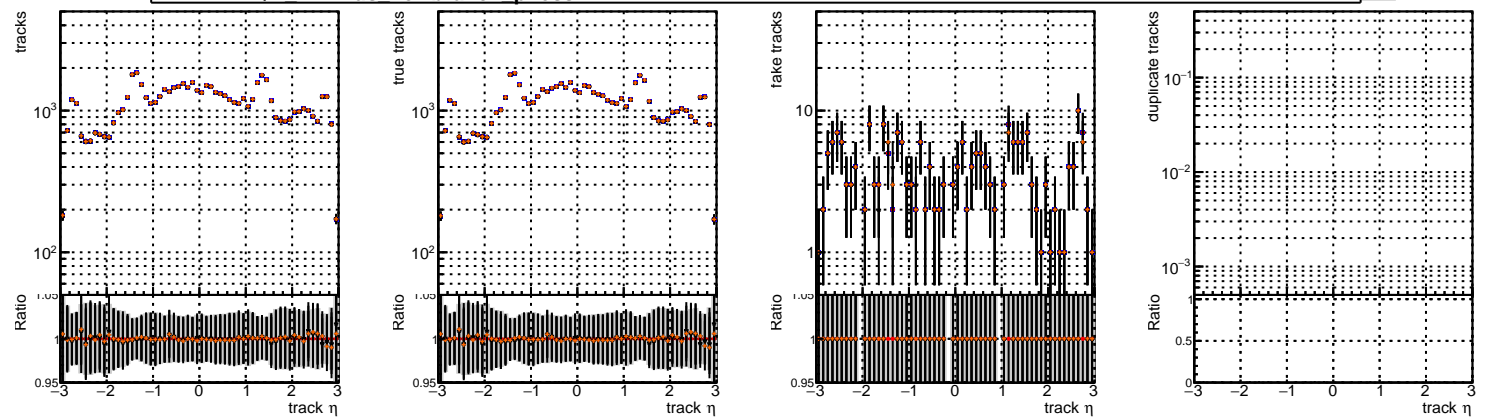 tracks
10³
10²
1.05
Ratio
1
0.95
−3 −2 −1 0 1 2 3
track η
true tracks
10³
10²
1.05
Ratio
1
0.95
−3 −2 −1 0 1 2 3
track η
fake tracks
10
1
1.05
Ratio
1
0.95
−3 −2 −1 0 1 2 3
track η
duplicate tracks
10⁻¹
10⁻²
10⁻³
Ratio
1
0.5
0
−3 −2 −1 0 1 2 3
track η